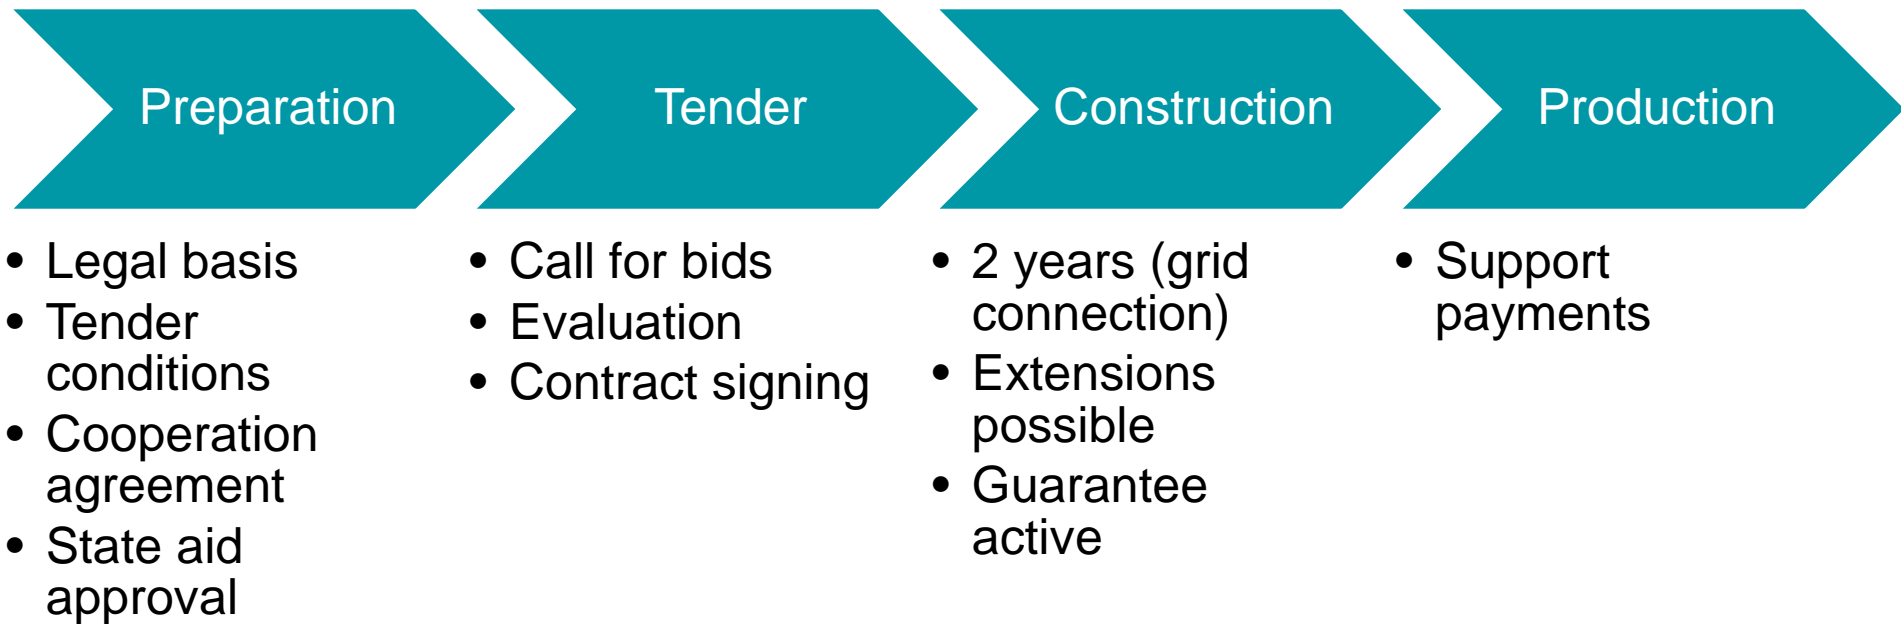 Preparation
• Legal basis
• Tender
conditions
• Cooperation
agreement
• State aid
approval
Tender
• Call for bids
• Evaluation
• Contract signing
Construction
• 2 years (grid
connection)
• Extensions
possible
• Guarantee
active
Production
• Support
payments